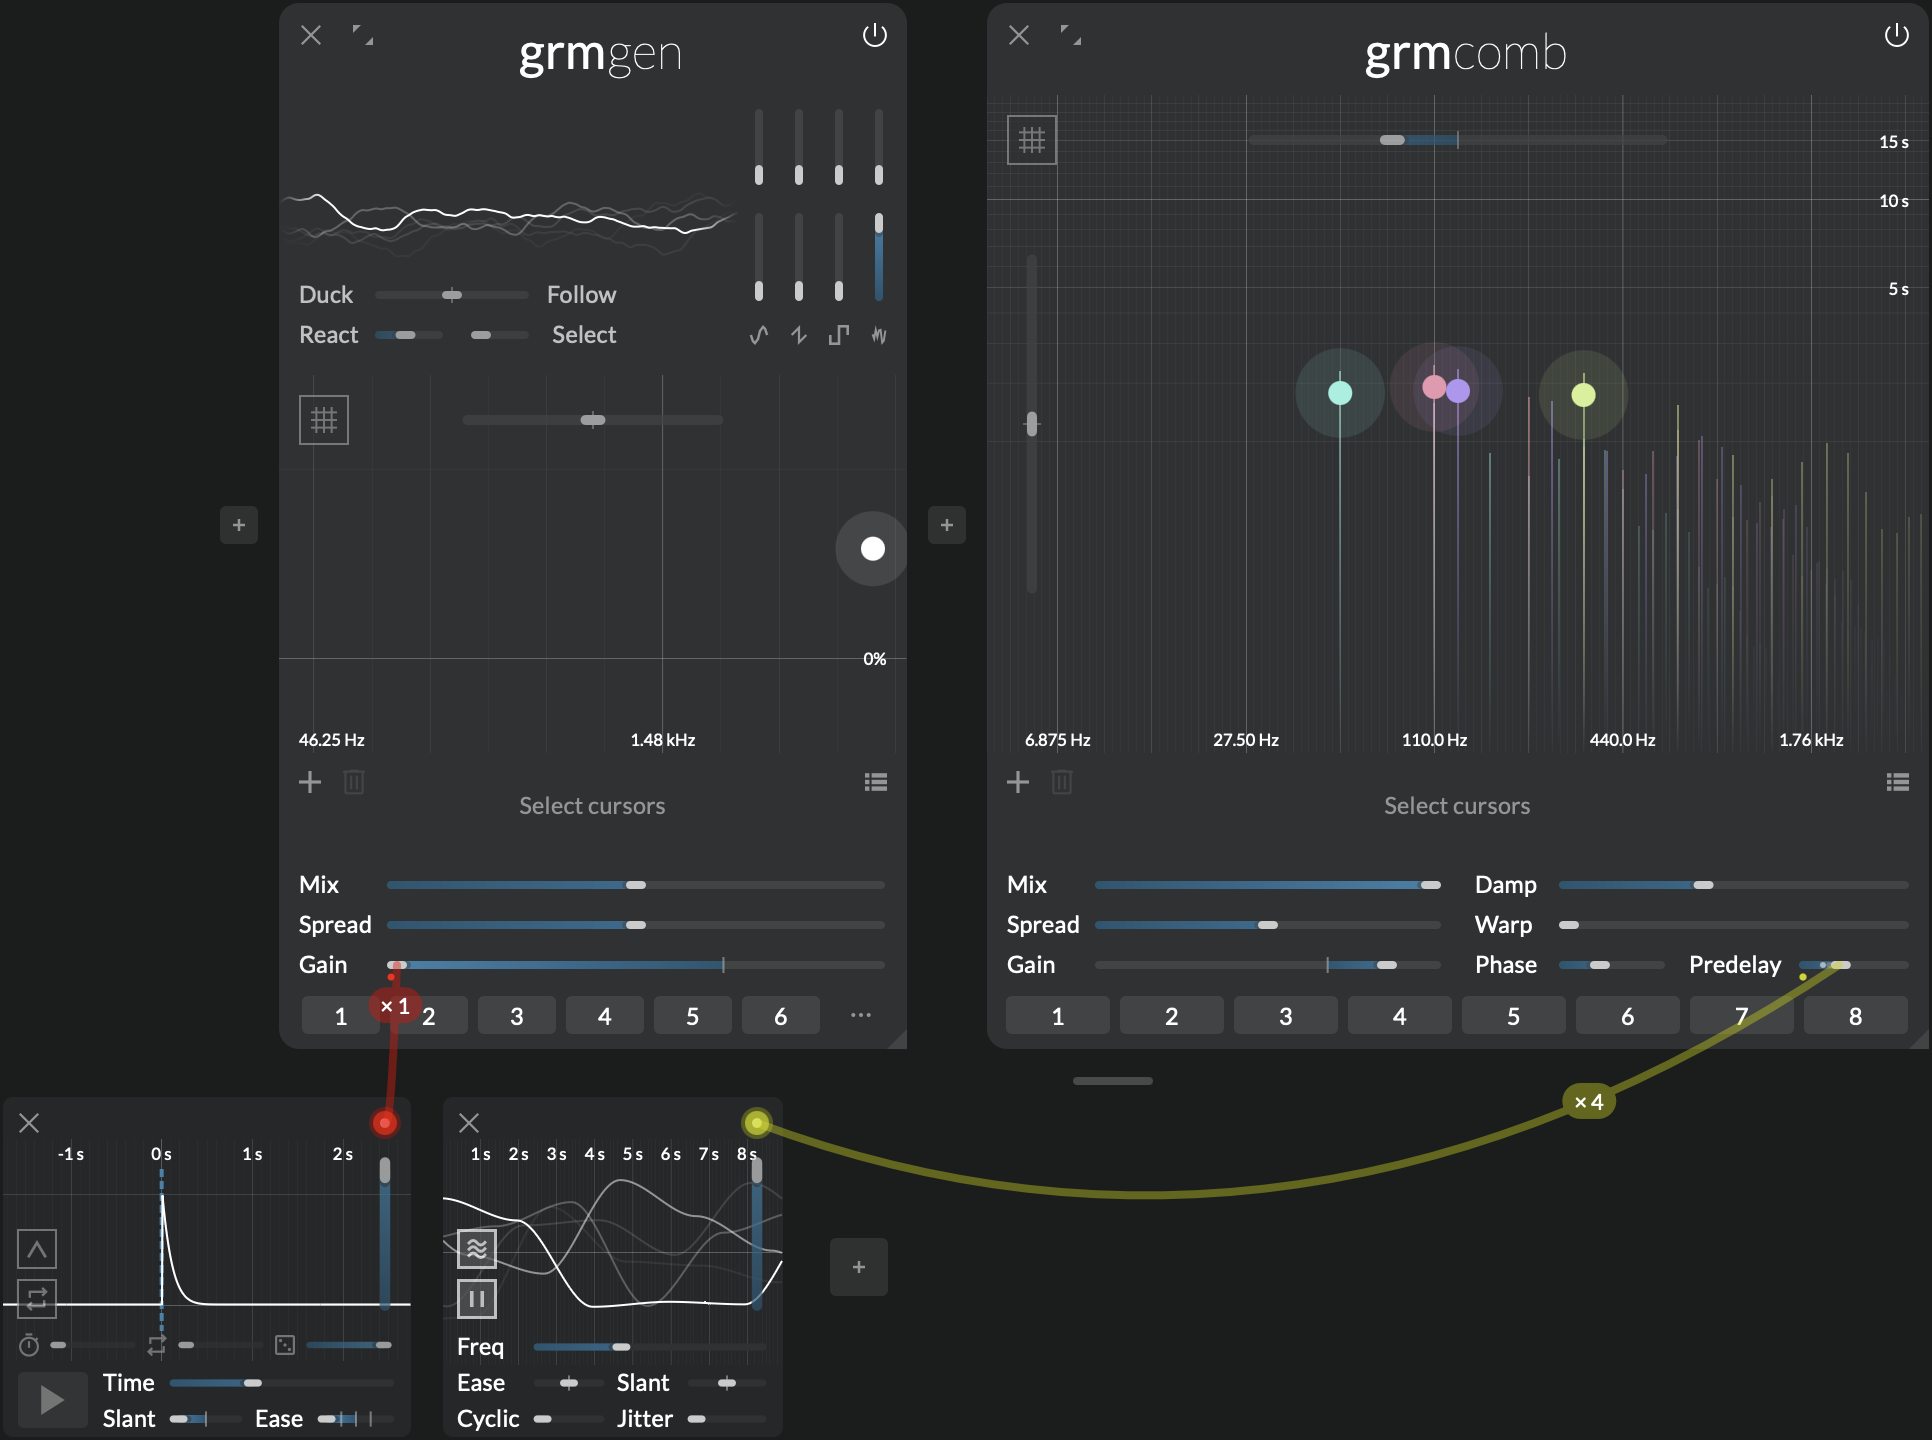 grmgen
Duck
Follow
React
Select
0%
46.25 Hz
1.48 kHz
Select cursors
Mix
Spread
Gain
1
2
3
4
5
6
...
grmcomb
15 s
10 s
5 s
6.875 Hz
27.50 Hz
110.0 Hz
440.0 Hz
1.76 kHz
Select cursors
Mix
Damp
Spread
Warp
Gain
Phase
Predelay
1
2
3
4
5
6
7
8
× 1
× 4
-1 s
0 s
1 s
2 s
Time
Slant
Ease
1 s
2 s
3 s
4 s
5 s
6 s
7 s
8 s
Freq
Ease
Slant
Cyclic
Jitter